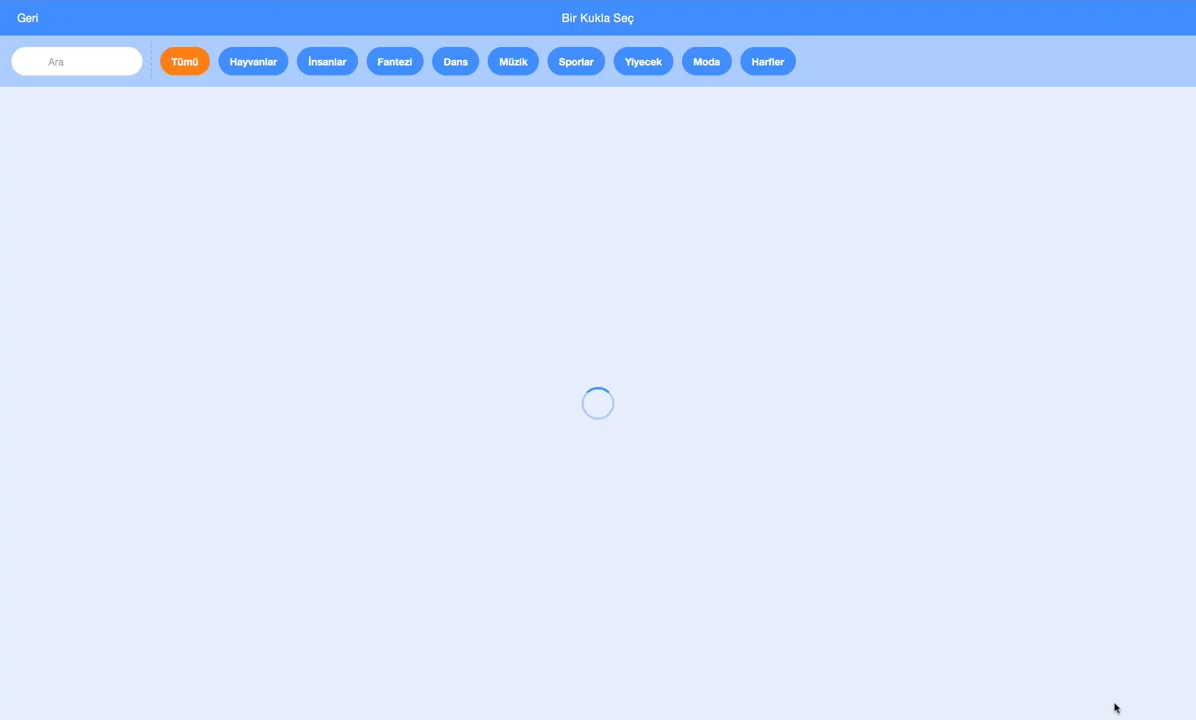 Geri
Bir Kukla Seç
Ara
Tümü
Hayvanlar
İnsanlar
Fantezi
Dans
Müzik
Sporlar
Yiyecek
Moda
Harfler